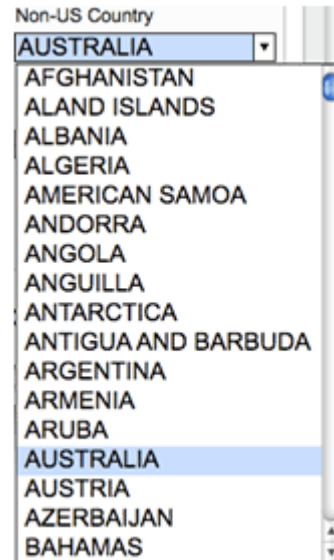 Non-US Country
AUSTRALIA
AFGHANISTAN
ALAND ISLANDS
ALBANIA
ALGERIA
AMERICAN SAMOA
ANDORRA
ANGOLA
ANGUILLA
ANTARCTICA
ANTIGUA AND BARBUDA
ARGENTINA
ARMENIA
ARUBA
AUSTRALIA
AUSTRIA
AZERBAIJAN
BAHAMAS